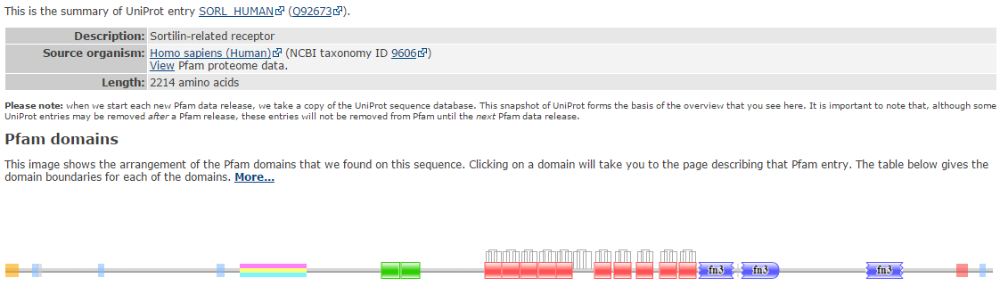 This is the summary of UniProt entry SORL_HUMAN (Q92673).
Description: Sortilin-related receptor
Source organism: Homo sapiens (Human) (NCBI taxonomy ID 9606)
View Pfam proteome data.
Length: 2214 amino acids
Please note: when we start each new Pfam data release, we take a copy of the UniProt sequence database. This snapshot of UniProt forms the basis of the overview that you see here. It is important to note that, although some
UniProt entries may be removed after a Pfam release, these entries will not be removed from Pfam until the next Pfam data release.
Pfam domains
This image shows the arrangement of the Pfam domains that we found on this sequence. Clicking on a domain will take you to the page describing that Pfam entry. The table below gives the
domain boundaries for each of the domains. More...
fn3 fn3 fn3